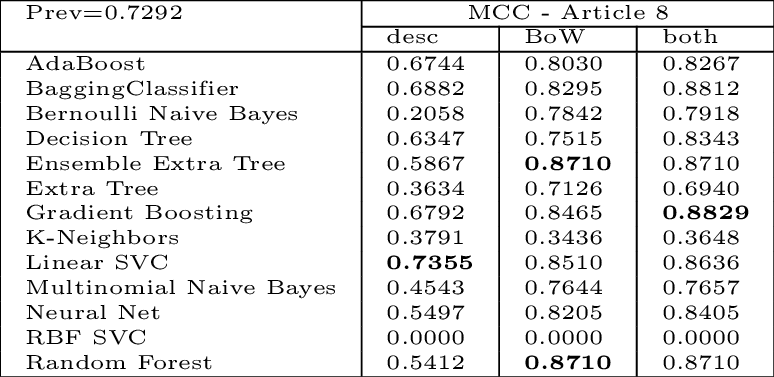 Prev=0.7292 MCC - Article 8
desc BoW both
AdaBoost 0.6744 0.8030 0.8267
BaggingClassifier 0.6882 0.8295 0.8812
Bernoulli Naive Bayes 0.2058 0.7842 0.7918
Decision Tree 0.6347 0.7515 0.8343
Ensemble Extra Tree 0.5867 0.8710 0.8710
Extra Tree 0.3634 0.7126 0.6940
Gradient Boosting 0.6792 0.8465 0.8829
K-Neighbors 0.3791 0.3436 0.3648
Linear SVC 0.7355 0.8510 0.8636
Multinomial Naive Bayes 0.4543 0.7644 0.7657
Neural Net 0.5497 0.8205 0.8405
RBF SVC 0.0000 0.0000 0.0000
Random Forest 0.5412 0.8710 0.8710